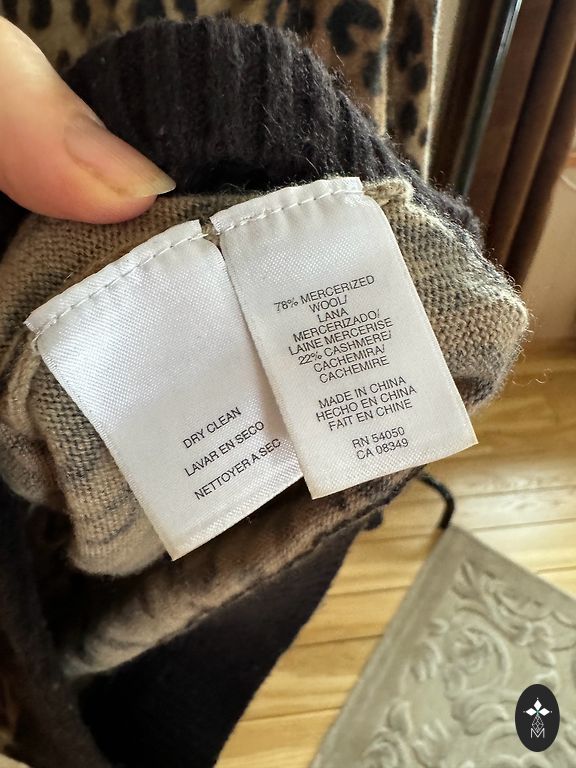 DRY CLEAN
LAVAR EN SECO
NETTOYER A SEC
78% MERCERIZED
WOOL/
LANA
MERCERIZADO/
LAINE MERCERISE
22% CASHMERE/
CACHEMIRA/
CACHEMIRE
MADE IN CHINA
HECHO EN CHINA
FAIT EN CHINE
RN 54050
CA 08349
M